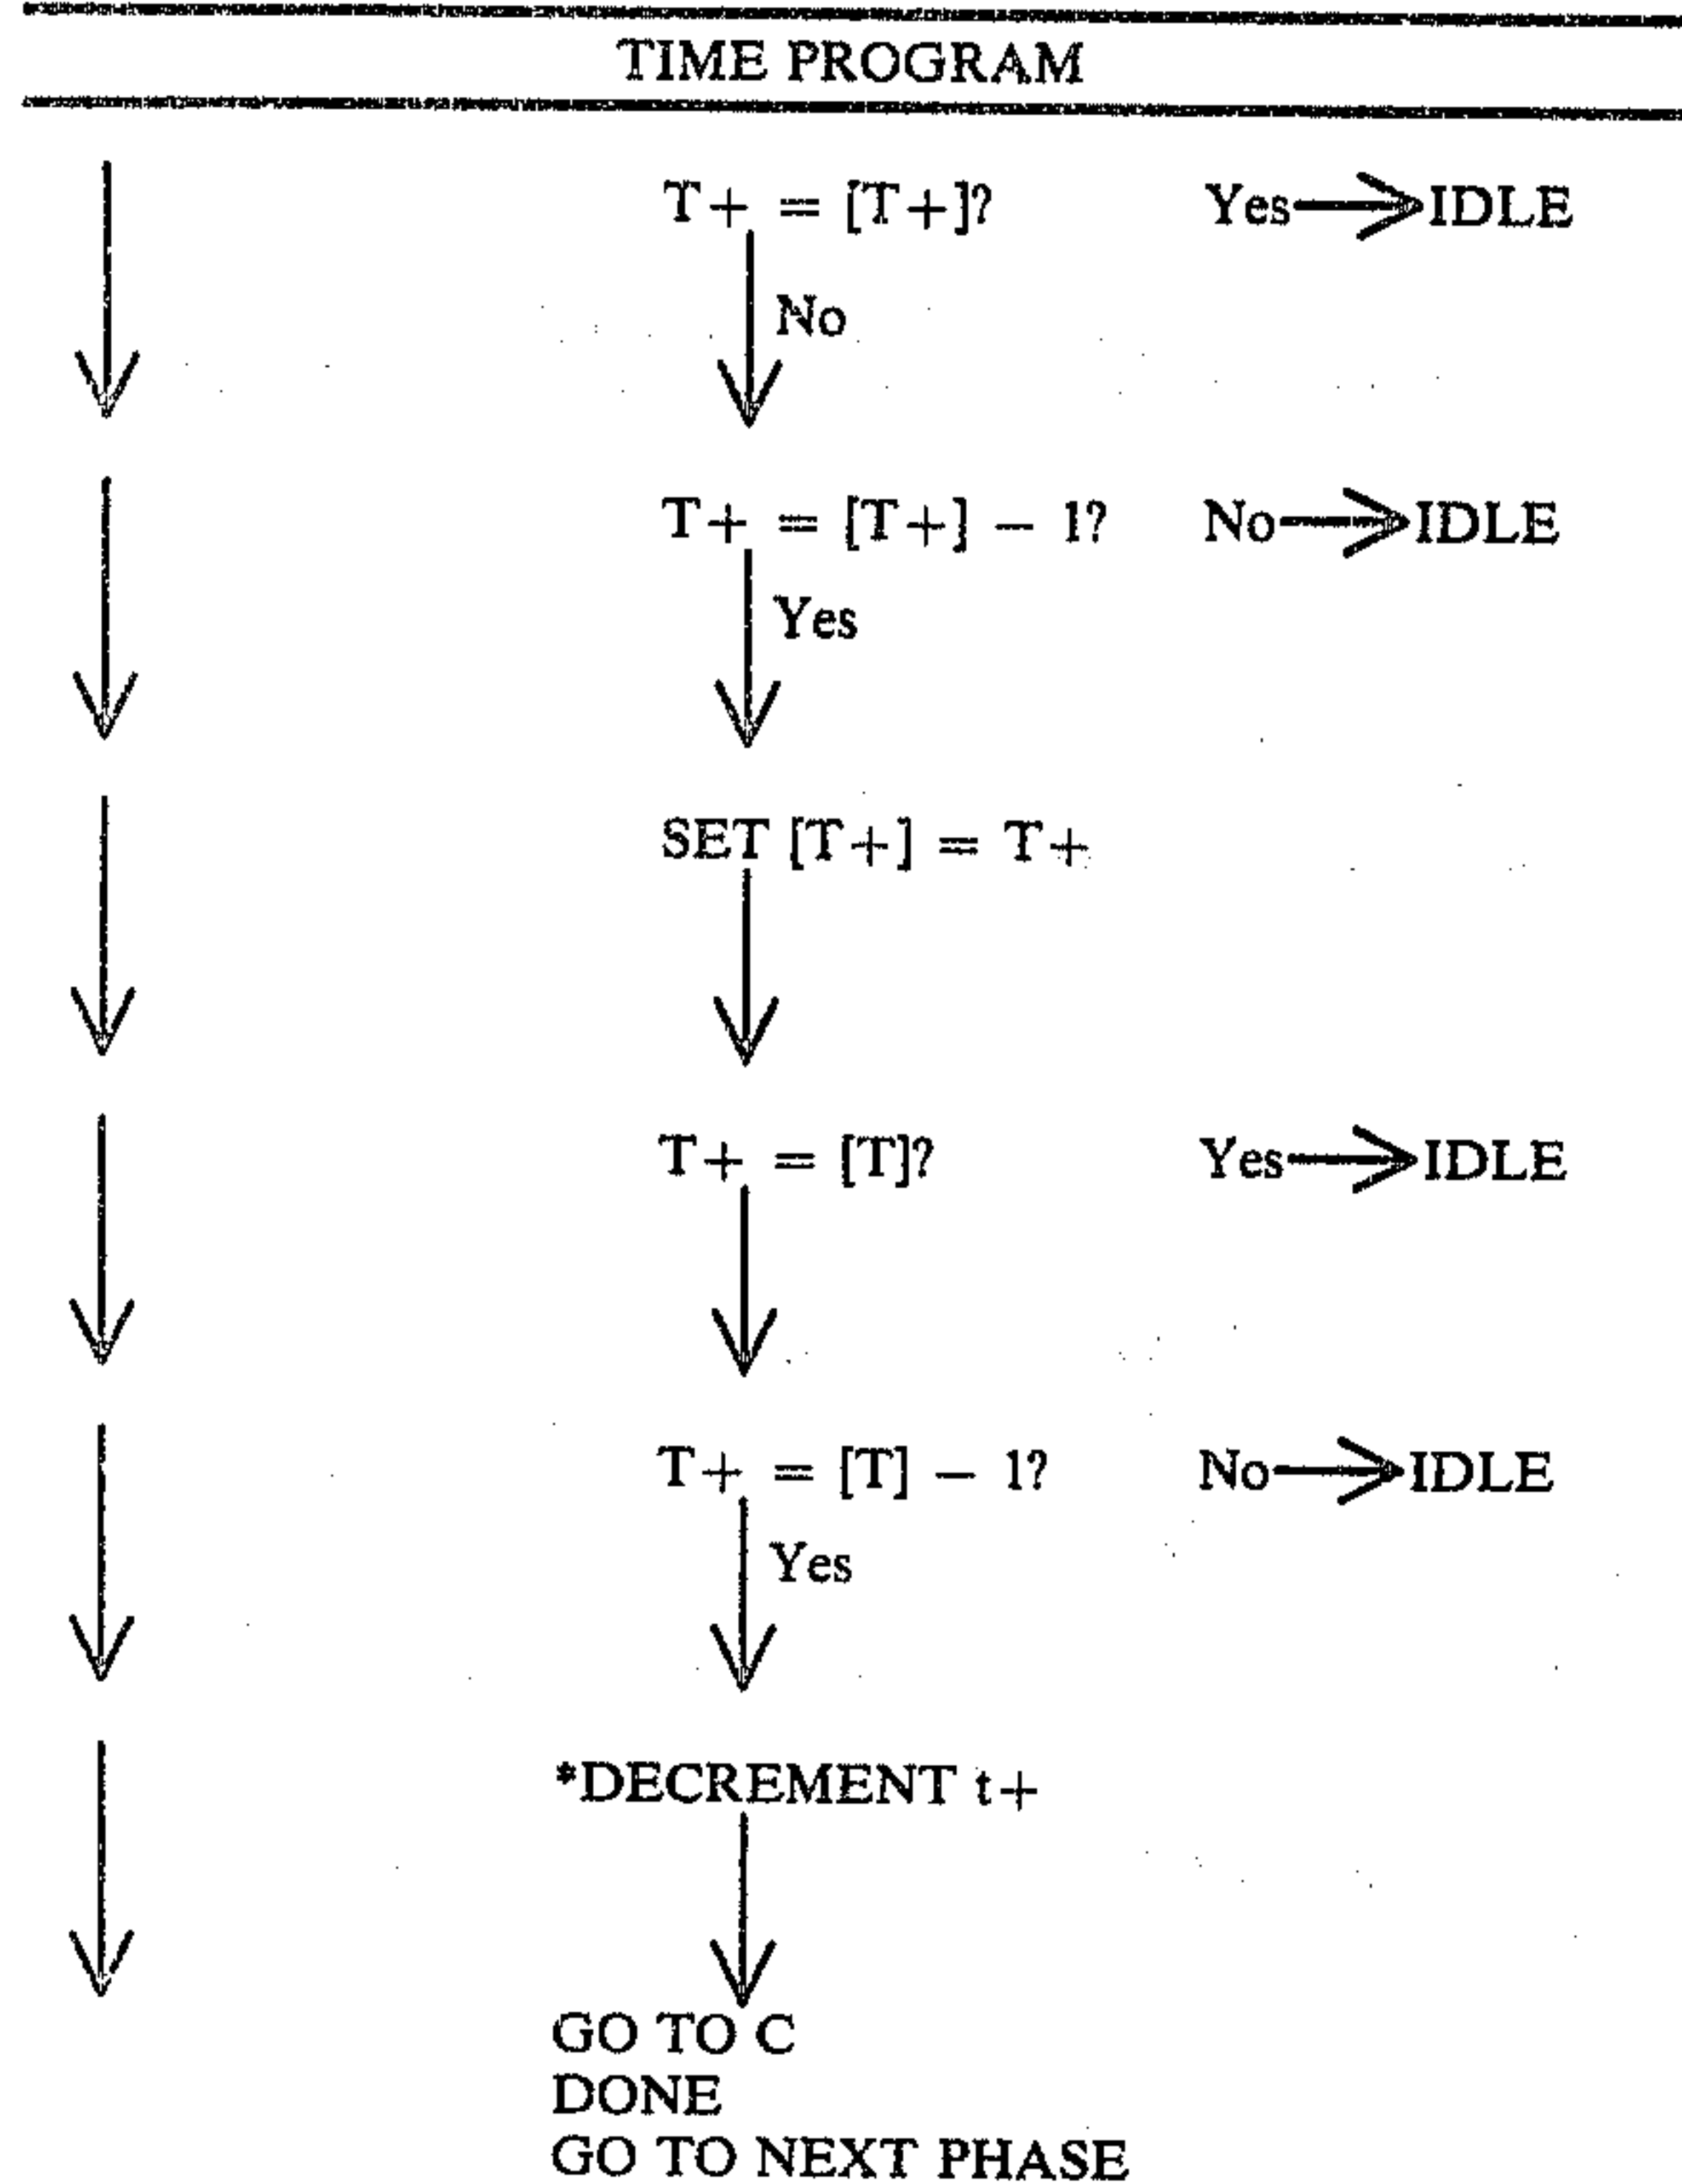 TIME PROGRAM
T+ = [T+]? Yes IDLE
No
T+ = [T+] − 1? No IDLE
Yes
SET [T+] = T+
T+ = [T]? Yes IDLE
T+ = [T] − 1? No IDLE
Yes
*DECREMENT t+
GO TO C
DONE
GO TO NEXT PHASE